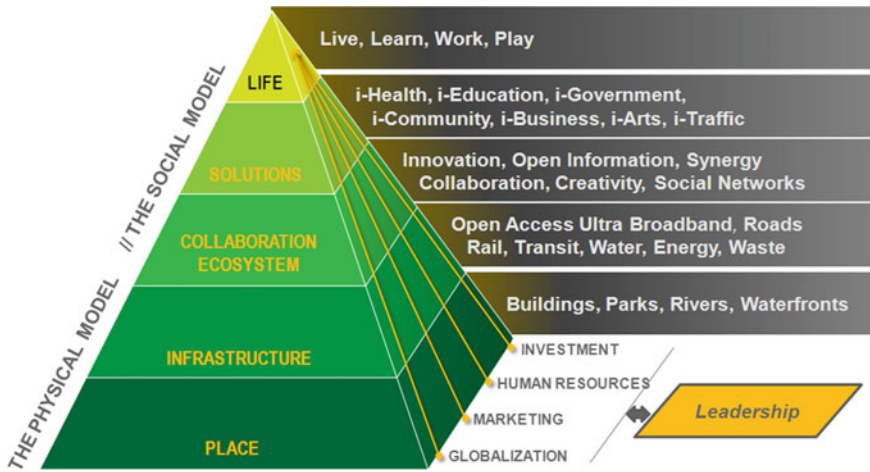 Live, Learn, Work, Play
LIFE
i-Health, i-Education, i-Government,
i-Community, i-Business, i-Arts, i-Traffic
SOLUTIONS
Innovation, Open Information, Synergy
Collaboration, Creativity, Social Networks
COLLABORATION
ECOSYSTEM
Open Access Ultra Broadband, Roads
Rail, Transit, Water, Energy, Waste
INFRASTRUCTURE
Buildings, Parks, Rivers, Waterfronts
PLACE
THE PHYSICAL MODEL // THE SOCIAL MODEL
INVESTMENT
HUMAN RESOURCES
MARKETING
GLOBALIZATION
Leadership